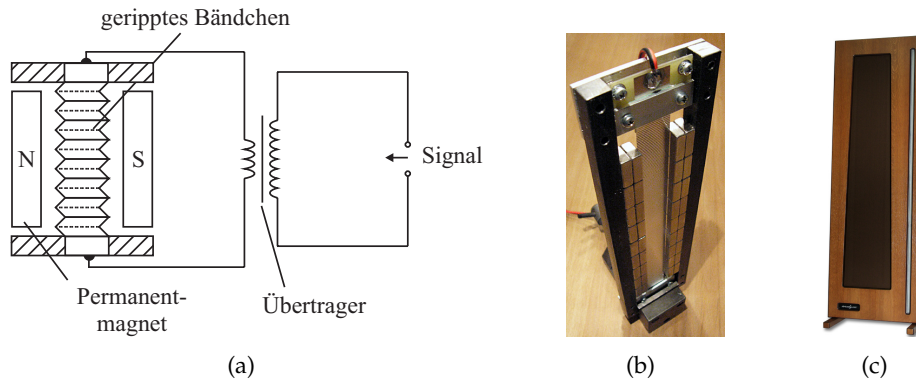 geripptes Bändchen
N
S
Signal
Permanent-
magnet
Übertrager
(a)
(b)
(c)